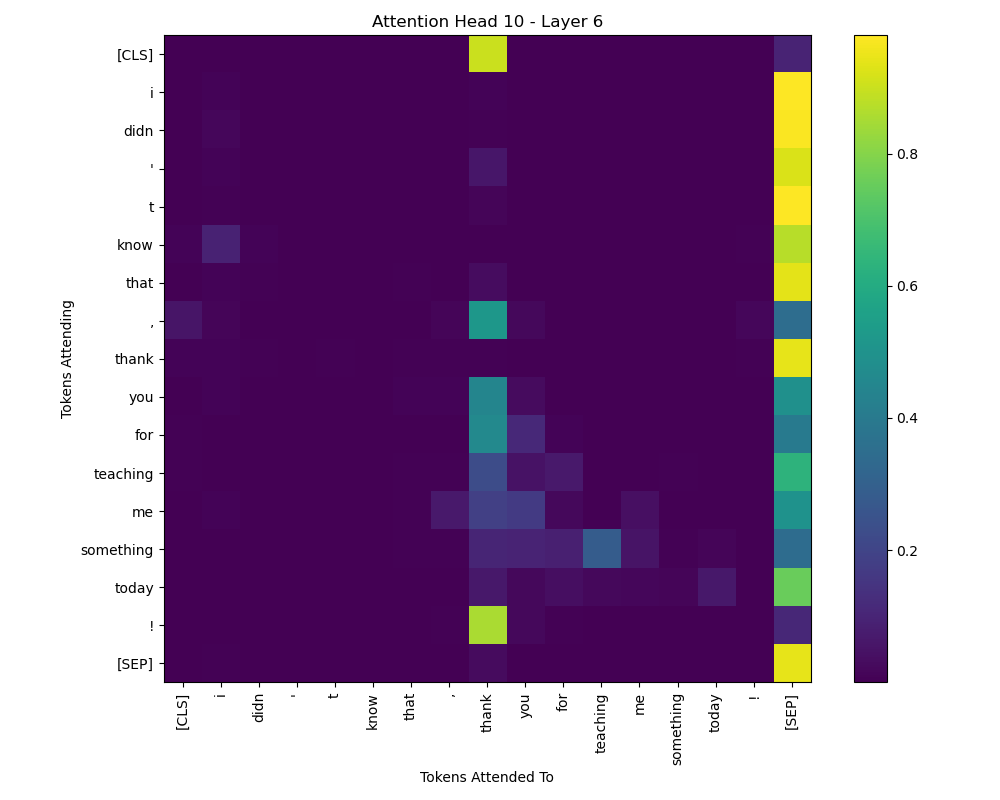 Attention Head 10 - Layer 6
Tokens Attending
[CLS]
i
didn
'
t
know
that
,
thank
you
for
teaching
me
something
today
!
[SEP]
[CLS]
i
didn
'
t
know
that
,
thank
you
for
teaching
me
something
today
!
[SEP]
Tokens Attended To
0.8
0.6
0.4
0.2